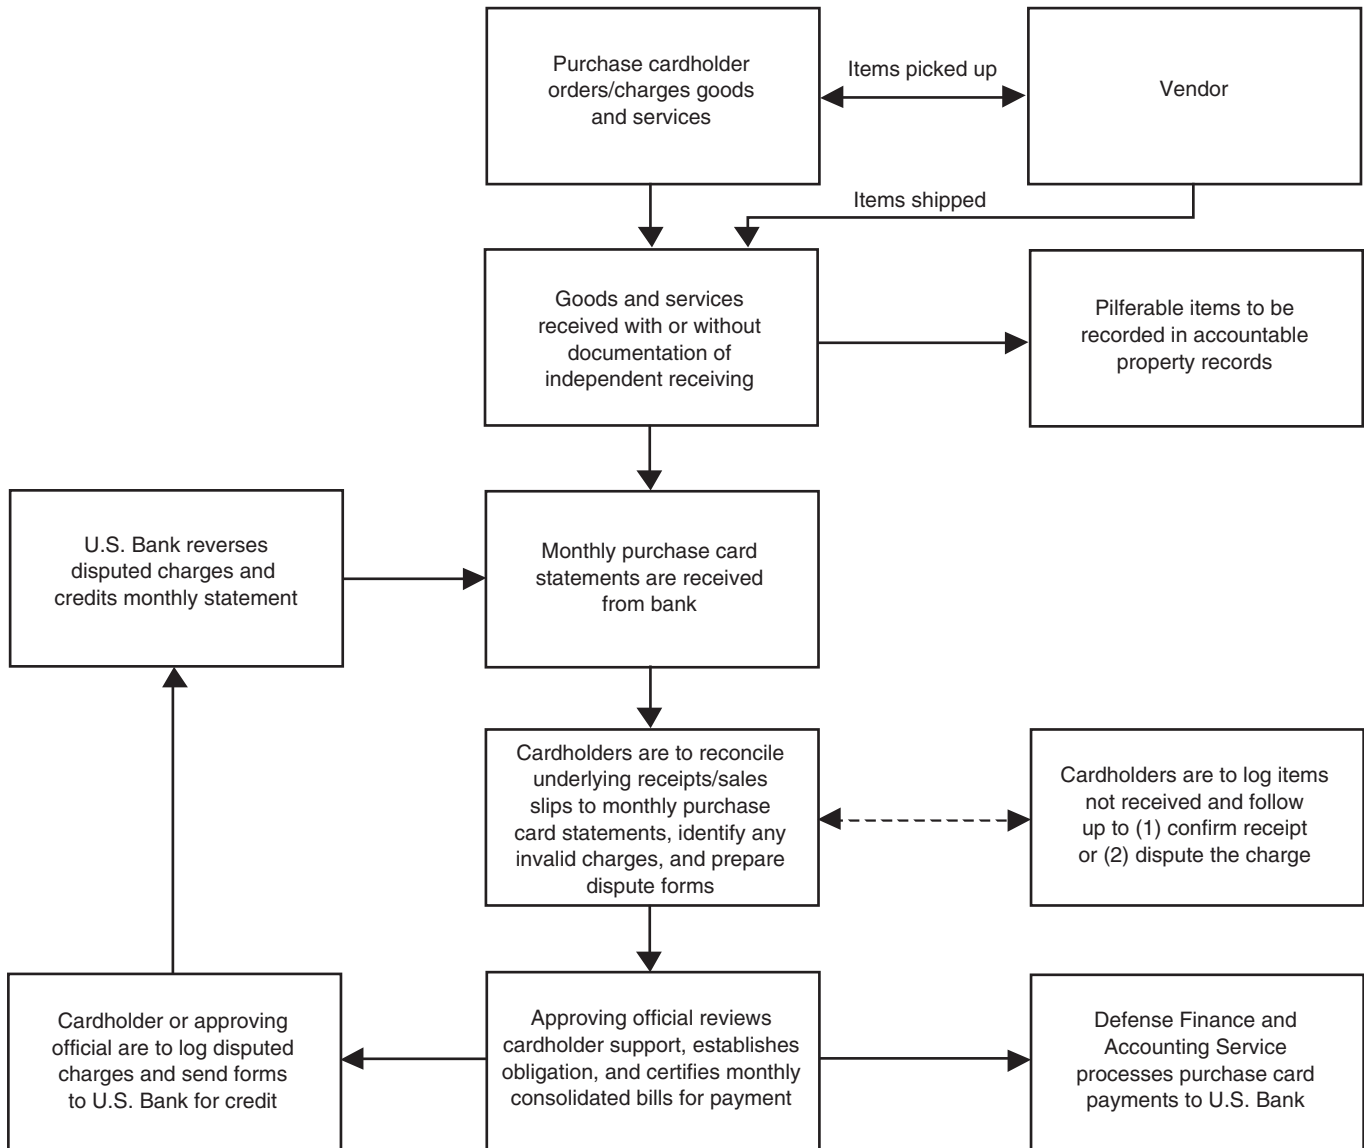 Purchase cardholder
orders/charges goods
and services
Items picked up
Vendor
Items shipped
Goods and services
received with or without
documentation of
independent receiving
Pilferable items to be
recorded in accountable
property records
U.S. Bank reverses
disputed charges and
credits monthly statement
Monthly purchase card
statements are received
from bank
Cardholders are to reconcile
underlying receipts/sales
slips to monthly purchase
card statements, identify any
invalid charges, and prepare
dispute forms
Cardholders are to log items
not received and follow
up to (1) confirm receipt
or (2) dispute the charge
Cardholder or approving
official are to log disputed
charges and send forms
to U.S. Bank for credit
Approving official reviews
cardholder support, establishes
obligation, and certifies monthly
consolidated bills for payment
Defense Finance and
Accounting Service
processes purchase card
payments to U.S. Bank